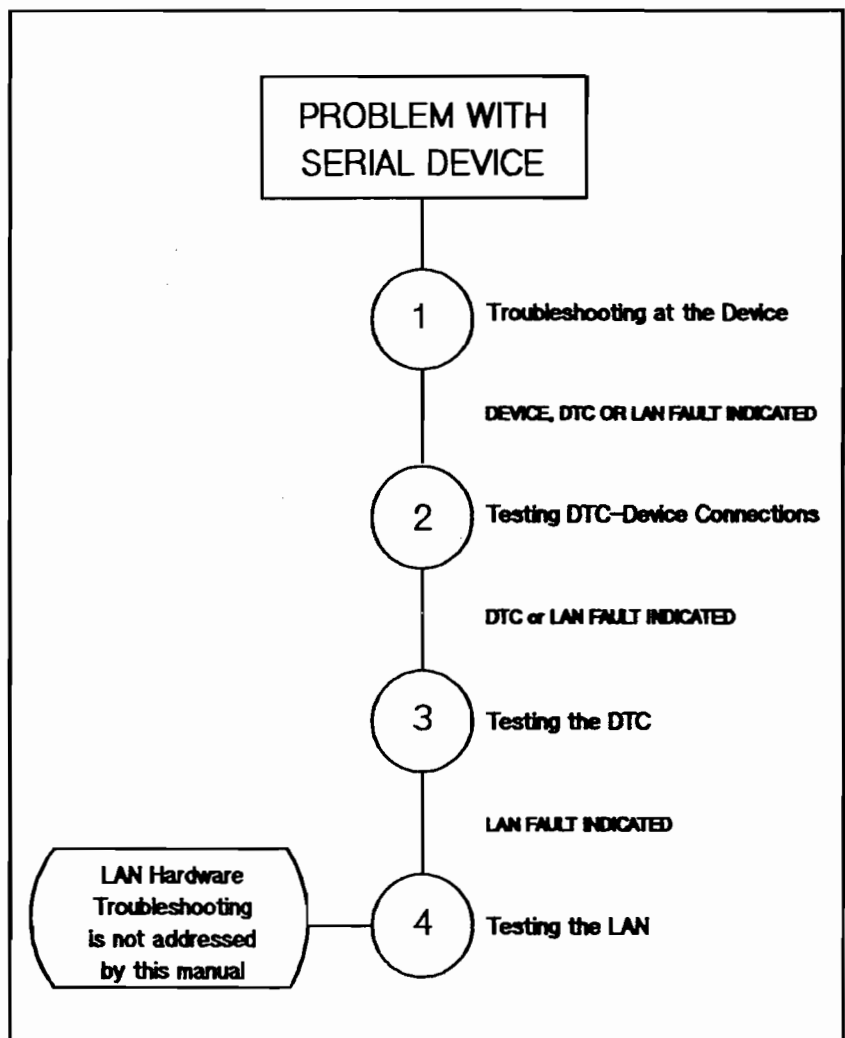 PROBLEM WITH
SERIAL DEVICE
1 Troubleshooting at the Device
DEVICE, DTC OR LAN FAULT INDICATED
2 Testing DTC-Device Connections
DTC or LAN FAULT INDICATED
3 Testing the DTC
LAN FAULT INDICATED
LAN Hardware
Troubleshooting
is not addressed
by this manual
4 Testing the LAN